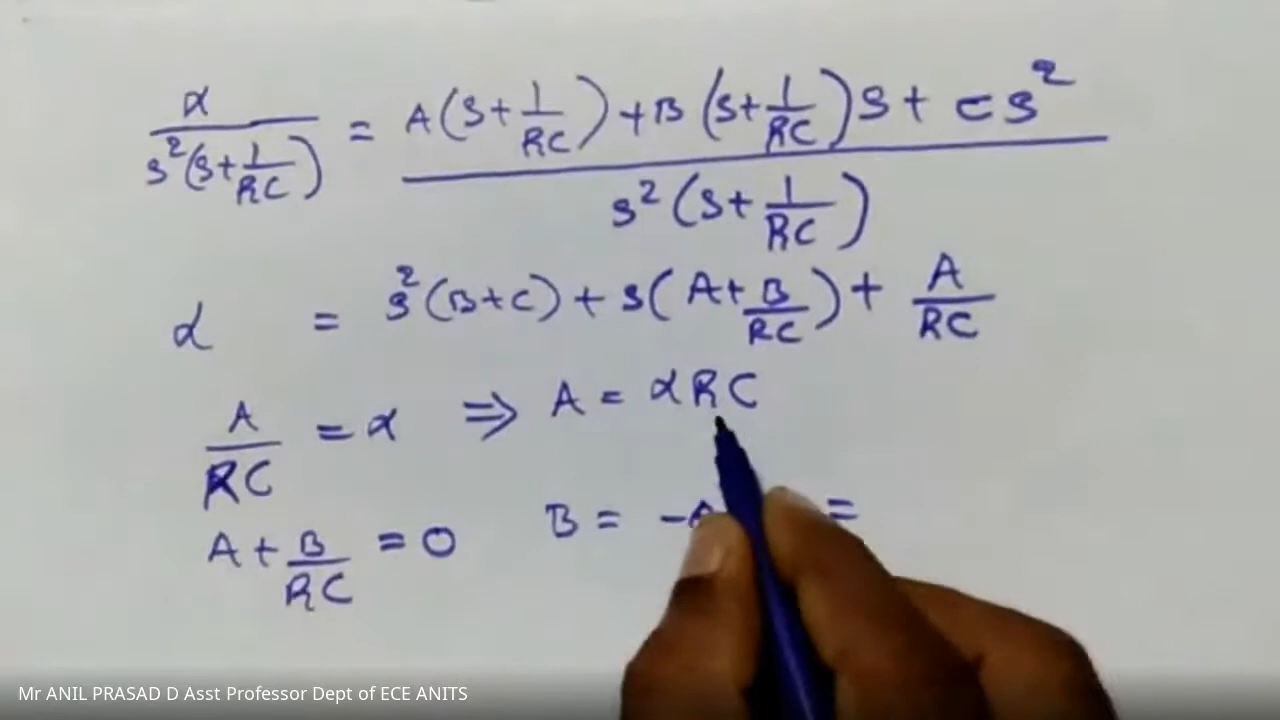 α/(s²(s+1/RC)) = (A(s+1/RC)+B(s+1/RC)s+cs²)/(s²(s+1/RC))
α = s²(B+C)+s(A+B/RC)+A/RC
A/RC = α ⇒ A = αRC
A+B/RC = 0 B = -A =
Mr ANIL PRASAD D Asst Professor Dept of ECE ANITS